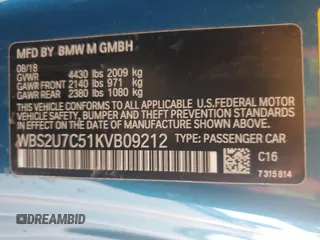 MFD BY BMW M GMBH
08/18
GVWR 4430 lbs 2009 kg
GAWR FRONT 2140 lbs 971 kg
GAWR REAR 2380 lbs 1080 kg
THIS VEHICLE CONFORMS TO ALL APPLICABLE U.S. FEDERAL MOTOR
VEHICLE SAFETY, BUMPER, AND THEFT PREVENTION STANDARDS IN
EFFECT ON THE DATE OF MANUFACTURE SHOWN ABOVE.
WBS2U7C51KVB09212 TYPE: PASSENGER CAR
C16
7 315 814
DREAMBID